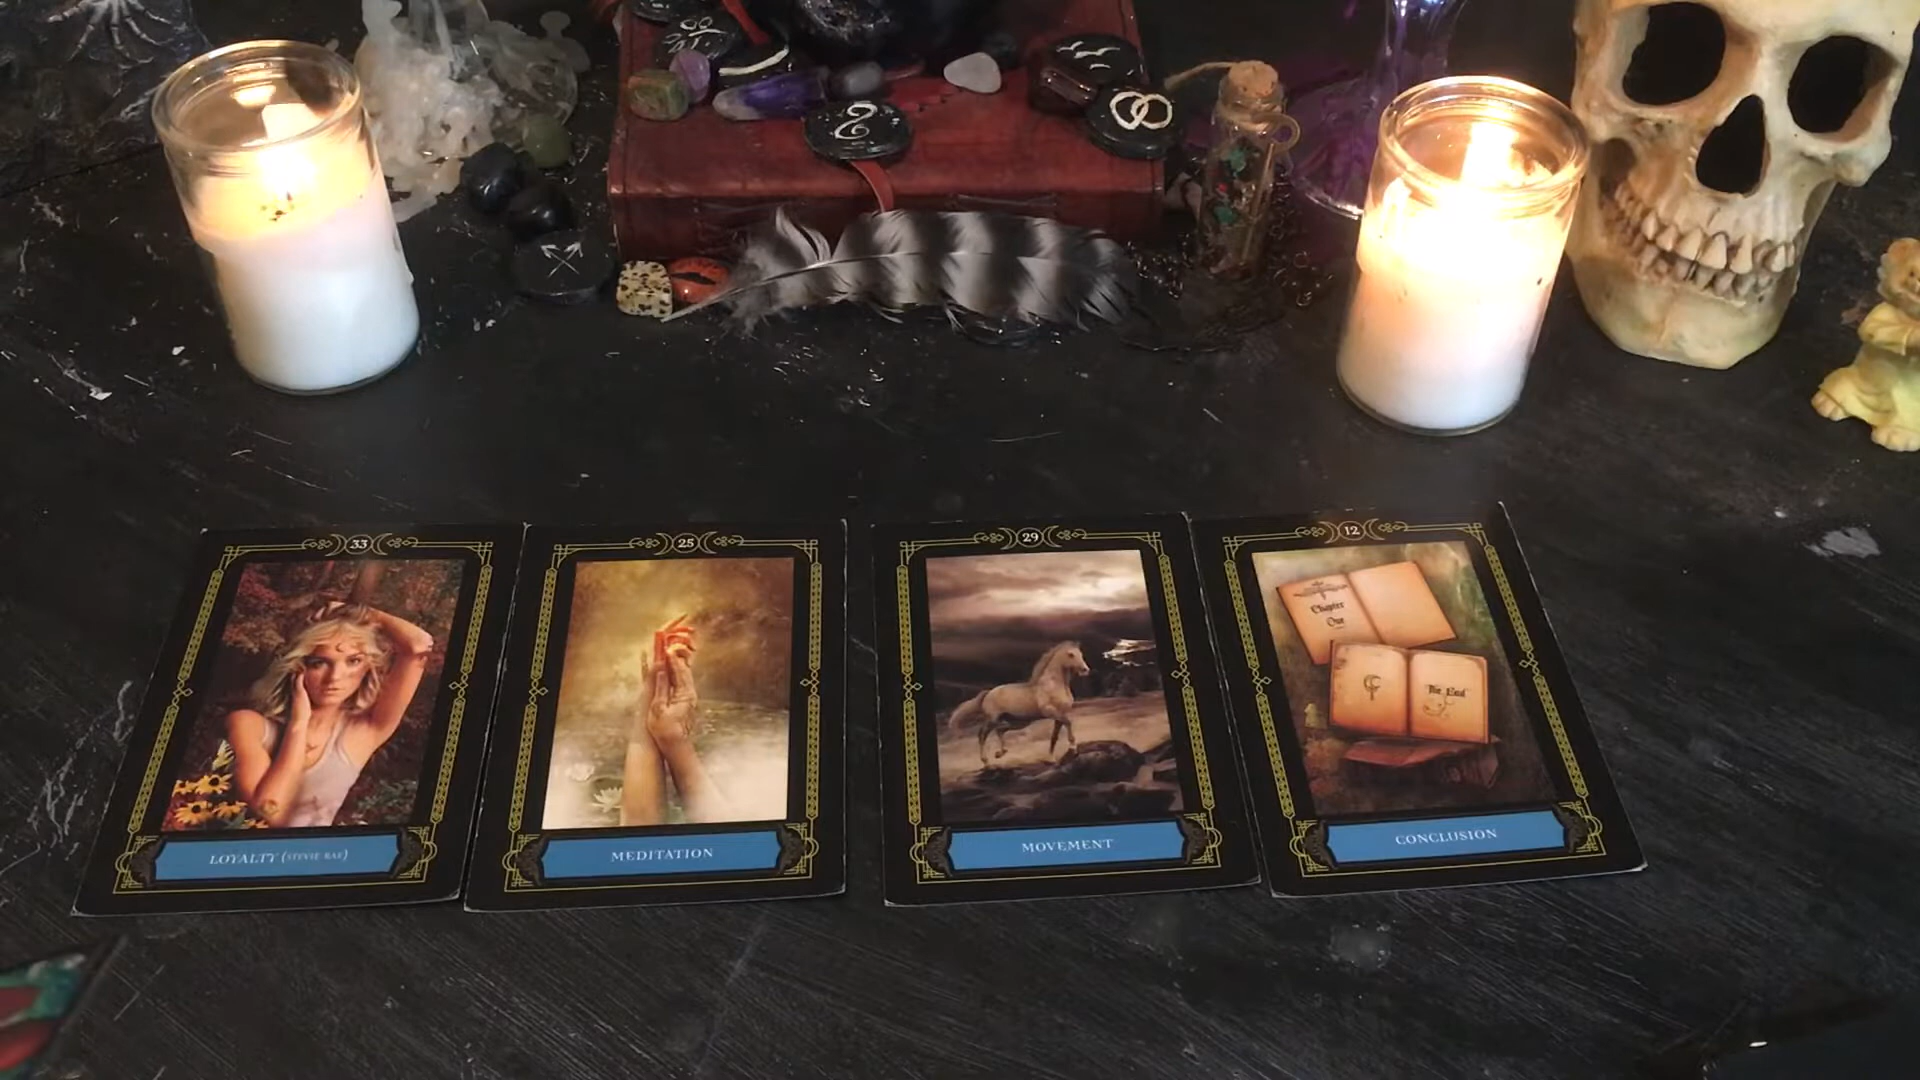 33
LOYALTY (STEVIE RAE)
25
MEDITATION
29
MOVEMENT
12
Chapter
One
The End
CONCLUSION